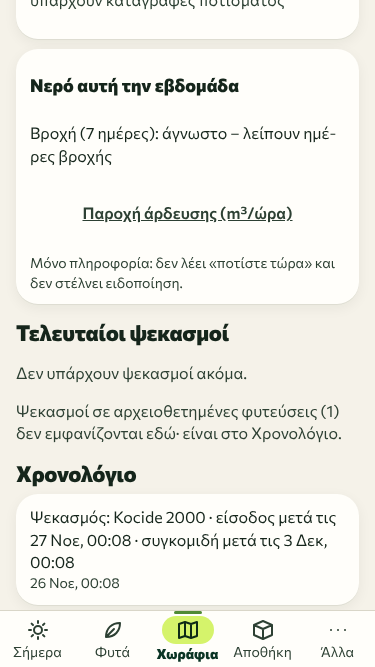 υπάρχουν καταγραφές ποτίσματος
Νερό αυτή την εβδομάδα
Βροχή (7 ημέρες): άγνωστο – λείπουν ημέ-
ρες βροχής
Παροχή άρδευσης (m³/ώρα)
Μόνο πληροφορία: δεν λέει «ποτίστε τώρα» και
δεν στέλνει ειδοποίηση.
Τελευταίοι ψεκασμοί
Δεν υπάρχουν ψεκασμοί ακόμα.
Ψεκασμοί σε αρχειοθετημένες φυτεύσεις (1)
δεν εμφανίζονται εδώ· είναι στο Χρονολόγιο.
Χρονολόγιο
Ψεκασμός: Kocide 2000 · είσοδος μετά τις
27 Νοε, 00:08 · συγκομιδή μετά τις 3 Δεκ,
00:08
26 Νοε, 00:08
Σήμερα Φυτά Χωράφια Αποθήκη Άλλα